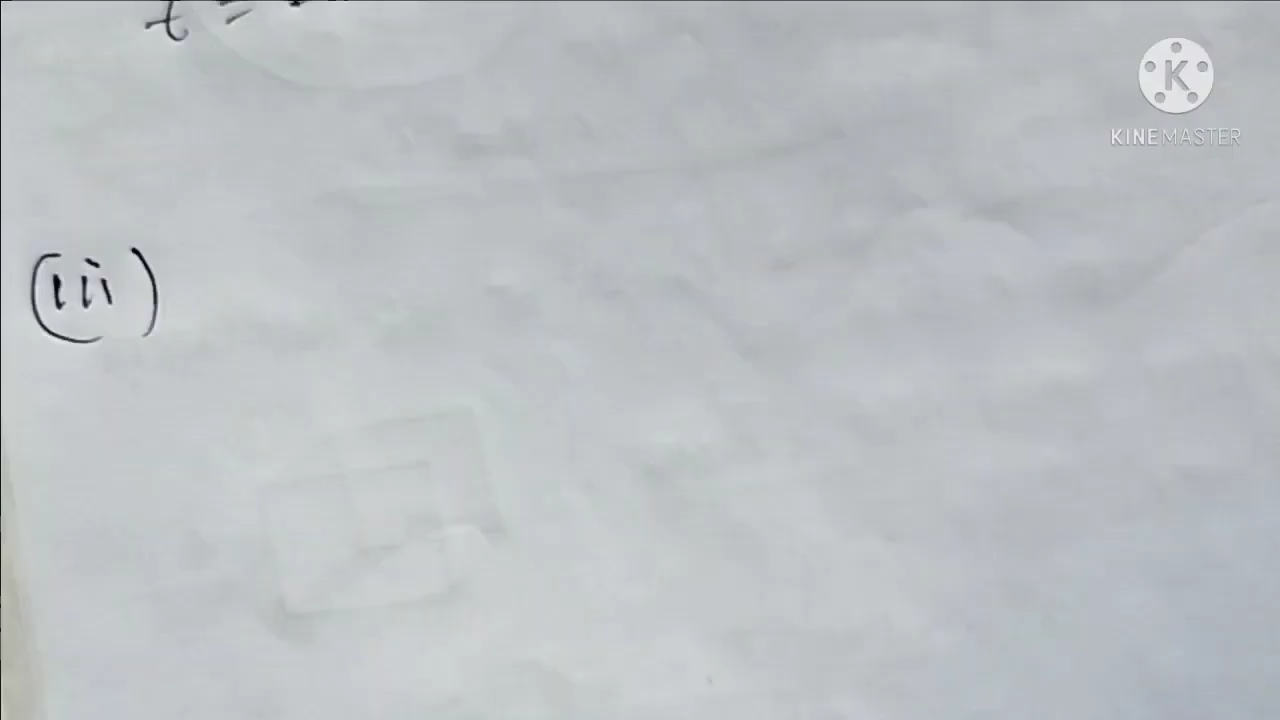 t =
(iii)
K
KINEMASTER